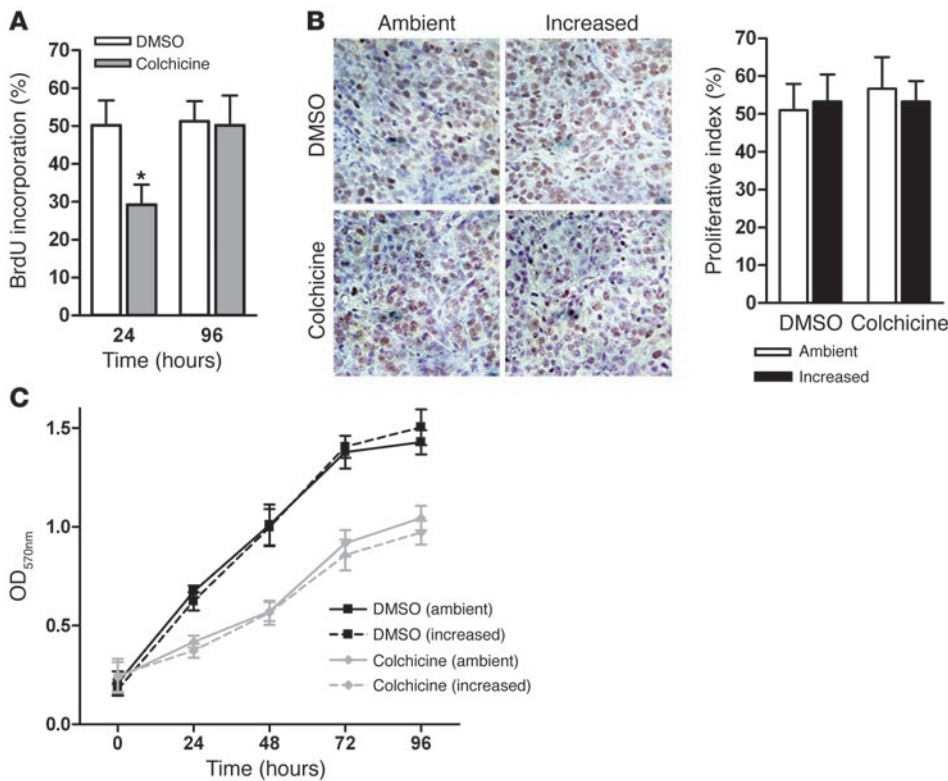 A
DMSO
Colchicine
BrdU incorporation (%)
70
60
50
40
30
20
10
0
*
24
96
Time (hours)
B
Ambient
Increased
DMSO
Colchicine
Proliferative index (%)
70
60
50
40
30
20
10
0
DMSO Colchicine
Ambient
Increased
C
OD570nm
1.5
1.0
0.5
0.0
DMSO (ambient)
DMSO (increased)
Colchicine (ambient)
Colchicine (increased)
0 24 48 72 96
Time (hours)